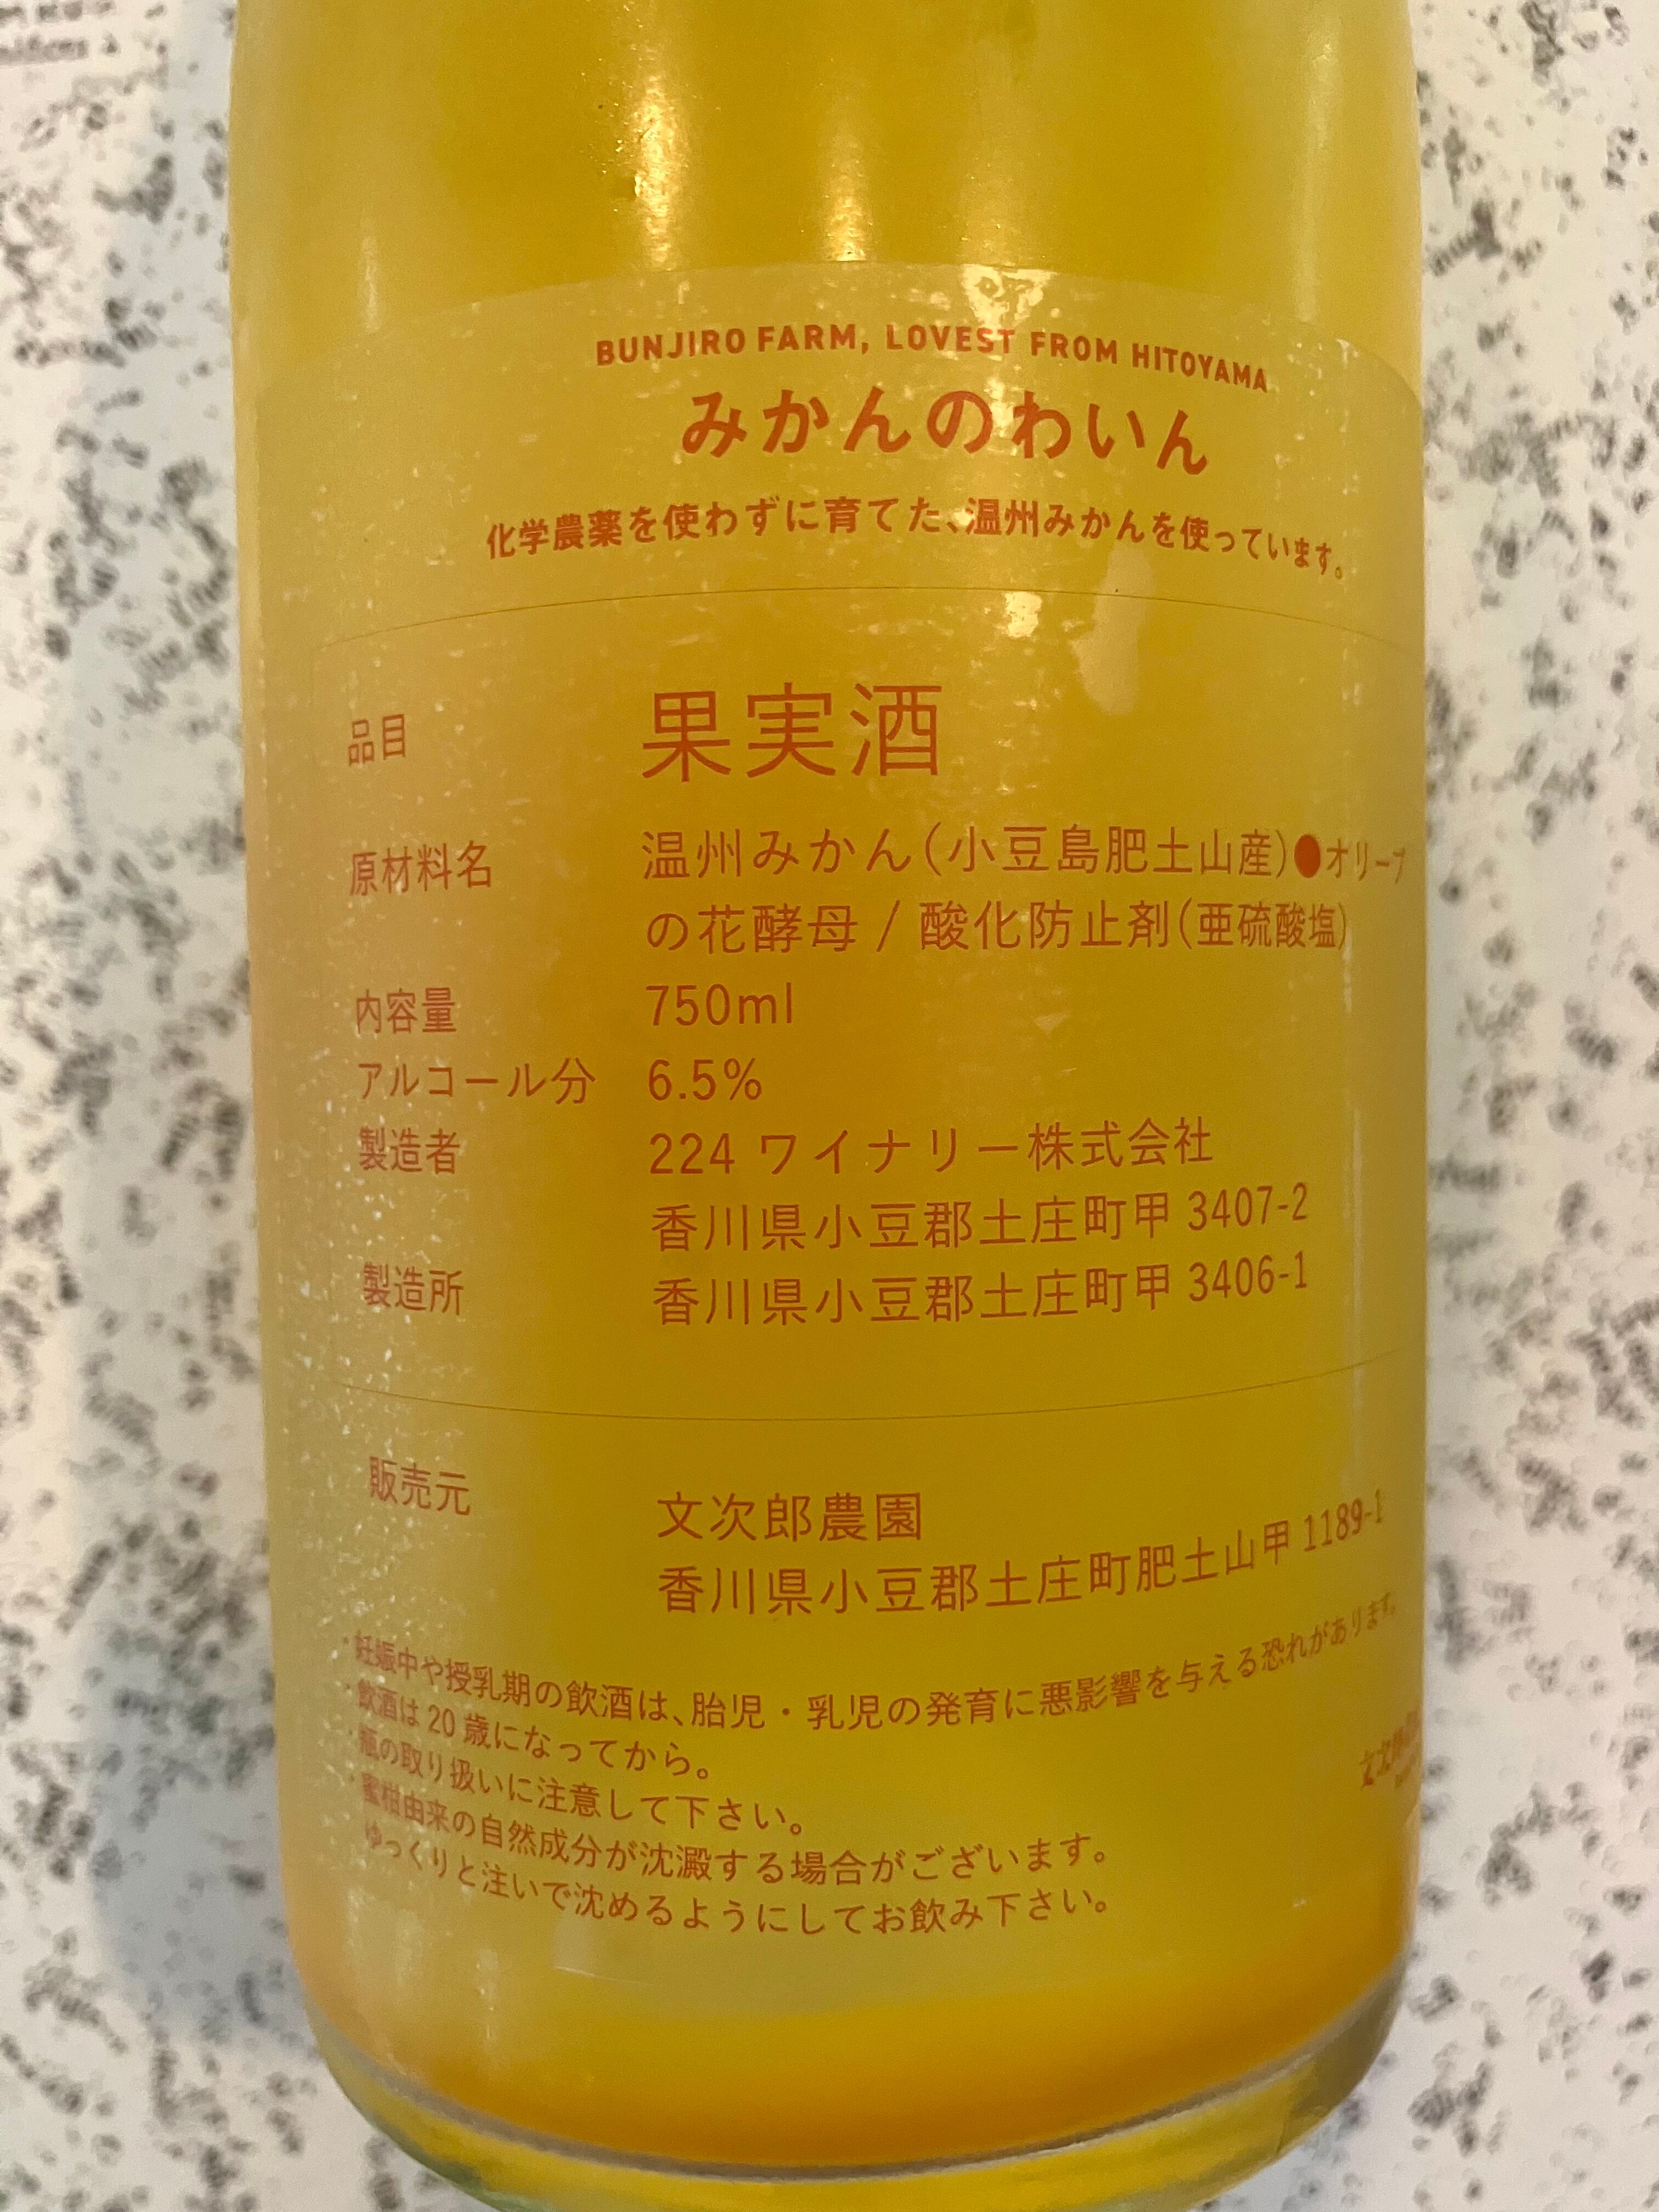 BUNJIRO FARM, LOVEST FROM HITOYAMA
みかんのわいん
化学農薬を使わずに育てた、温州みかんを使っています。
品目 果実酒
原材料名 温州みかん(小豆島肥土山産)●オリーブ
の花酵母 / 酸化防止剤(亜硫酸塩)
内容量 750ml
アルコール分 6.5%
製造者 224 ワイナリー株式会社
香川県小豆郡土庄町甲 3407-2
製造所 香川県小豆郡土庄町甲 3406-1
販売元 文次郎農園
香川県小豆郡土庄町肥土山甲 1189-1
・妊娠中や授乳期の飲酒は、胎児・乳児の発育に悪影響を与える恐れがあります。
・飲酒は 20 歳になってから。
・瓶の取り扱いに注意して下さい。
・蜜柑由来の自然成分が沈澱する場合がございます。
ゆっくりと注いで沈めるようにしてお飲み下さい。